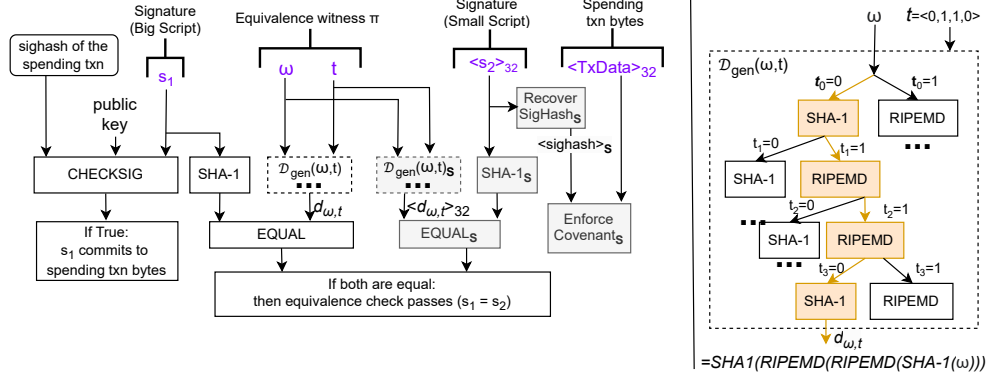 Signature
(Big Script)
Equivalence witness π
Signature
(Small Script)
Spending
txn bytes
sighash of the
spending txn
s1
ω
t
<s2>32
<TxData>32
public
key
Recover
SigHashS
<sighash>S
CHECKSIG
SHA-1
𝒟gen(ω,t)
𝒟gen(ω,t)S
SHA-1S
dω,t
<dω,t>32
If True:
s1 commits to
spending txn bytes
EQUAL
EQUALS
Enforce
CovenantS
If both are equal:
then equivalence check passes (s1 = s2)
ω
t=<0,1,1,0>
𝒟gen(ω,t)
t0=0
t0=1
SHA-1
RIPEMD
t1=0
t1=1
SHA-1
RIPEMD
t2=0
t2=1
SHA-1
RIPEMD
t3=0
t3=1
SHA-1
RIPEMD
dω,t
=SHA1(RIPEMD(RIPEMD(SHA-1(ω)))